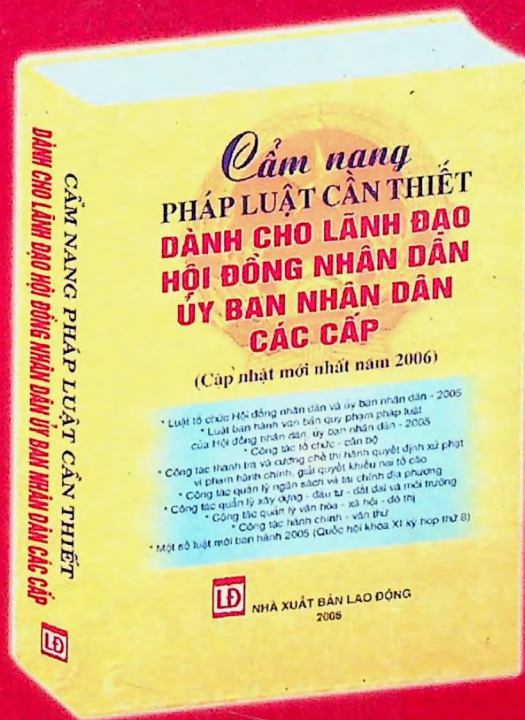 CẨM NANG PHÁP LUẬT CẦN THIẾT
DÀNH CHO LÃNH ĐẠO HỘI ĐỒNG NHÂN DÂN ỦY BAN NHÂN DÂN CÁC CẤP
LĐ
Cẩm nang
PHÁP LUẬT CẦN THIẾT
DÀNH CHO LÃNH ĐẠO
HỘI ĐỒNG NHÂN DÂN
ỦY BAN NHÂN DÂN
CÁC CẤP
(Cập nhật mới nhất năm 2006)
* Luật tổ chức Hội đồng nhân dân và ủy ban nhân dân - 2005
* Luật ban hành văn bản quy phạm pháp luật
của Hội đồng nhân dân, ủy ban nhân dân - 2005
* Công tác tổ chức - cán bộ
* Công tác thanh tra và cưỡng chế thi hành quyết định xử phạt
vi phạm hành chính, giải quyết khiếu nại tố cáo
* Công tác quản lý ngân sách và tài chính địa phương
* Công tác quản lý xây dựng - đầu tư - đất đai và môi trường
* Công tác quản lý văn hóa - xã hội - đô thị
* Công tác hành chính - văn thư
* Một số luật mới ban hành 2005 (Quốc hội khóa XI kỳ họp thứ 8)
LĐ NHÀ XUẤT BẢN LAO ĐỘNG
2006